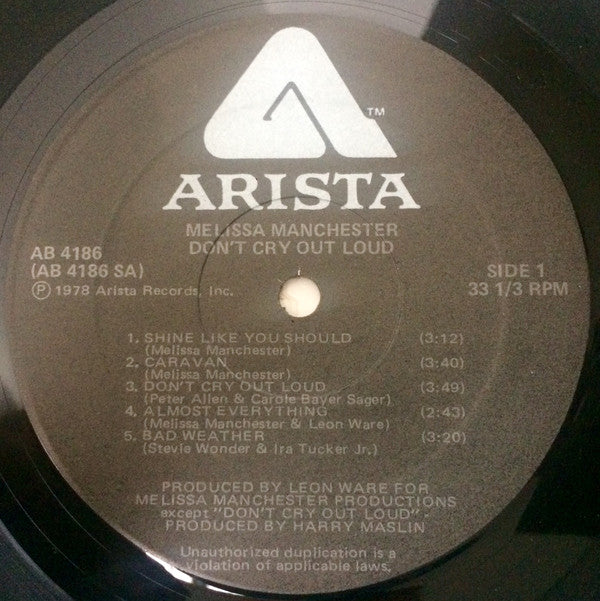 TM
ARISTA
MELISSA MANCHESTER
DON'T CRY OUT LOUD
AB 4186
(AB 4186 SA)
Ⓟ 1978 Arista Records, Inc.
SIDE 1
33 1/3 RPM
1. SHINE LIKE YOU SHOULD (3:12)
(Melissa Manchester)
2. CARAVAN (3:40)
(Melissa Manchester)
3. DON'T CRY OUT LOUD (3:49)
(Peter Allen & Carole Bayer Sager)
4. ALMOST EVERYTHING (2:43)
(Melissa Manchester & Leon Ware)
5. BAD WEATHER (3:20)
(Stevie Wonder & Ira Tucker Jr.)
PRODUCED BY LEON WARE FOR
MELISSA MANCHESTER PRODUCTIONS
except "DON'T CRY OUT LOUD" -
PRODUCED BY HARRY MASLIN
Unauthorized duplication is a
violation of applicable laws.